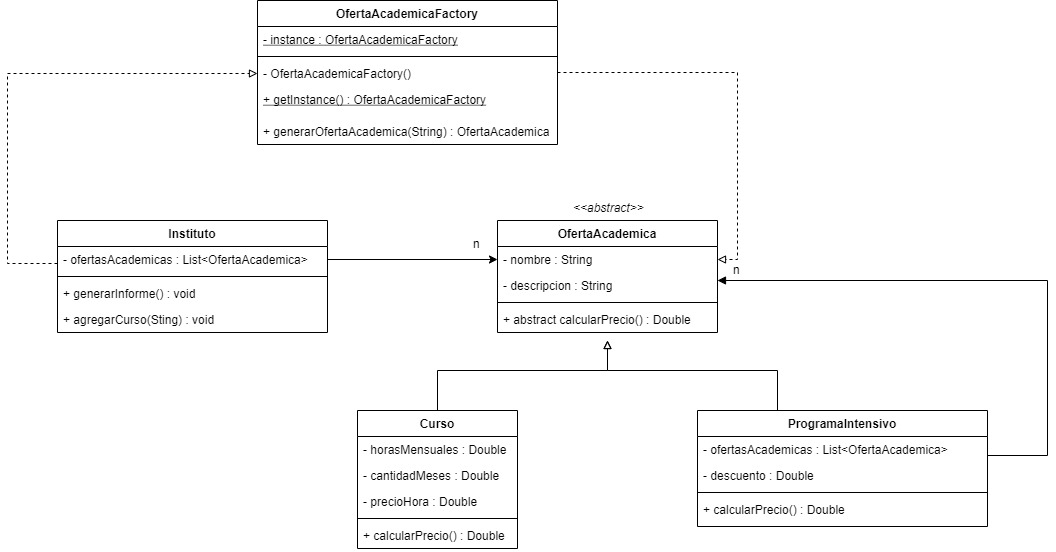 OfertaAcademicaFactory
- instance : OfertaAcademicaFactory
- OfertaAcademicaFactory()
+ getInstance() : OfertaAcademicaFactory
+ generarOfertaAcademica(String) : OfertaAcademica
<<abstract>>
Instituto
- ofertasAcademicas : List<OfertaAcademica>
+ generarInforme() : void
+ agregarCurso(Sting) : void
n
OfertaAcademica
- nombre : String
- descripcion : String
+ abstract calcularPrecio() : Double
n
Curso
- horasMensuales : Double
- cantidadMeses : Double
- precioHora : Double
+ calcularPrecio() : Double
ProgramaIntensivo
- ofertasAcademicas : List<OfertaAcademica>
- descuento : Double
+ calcularPrecio() : Double